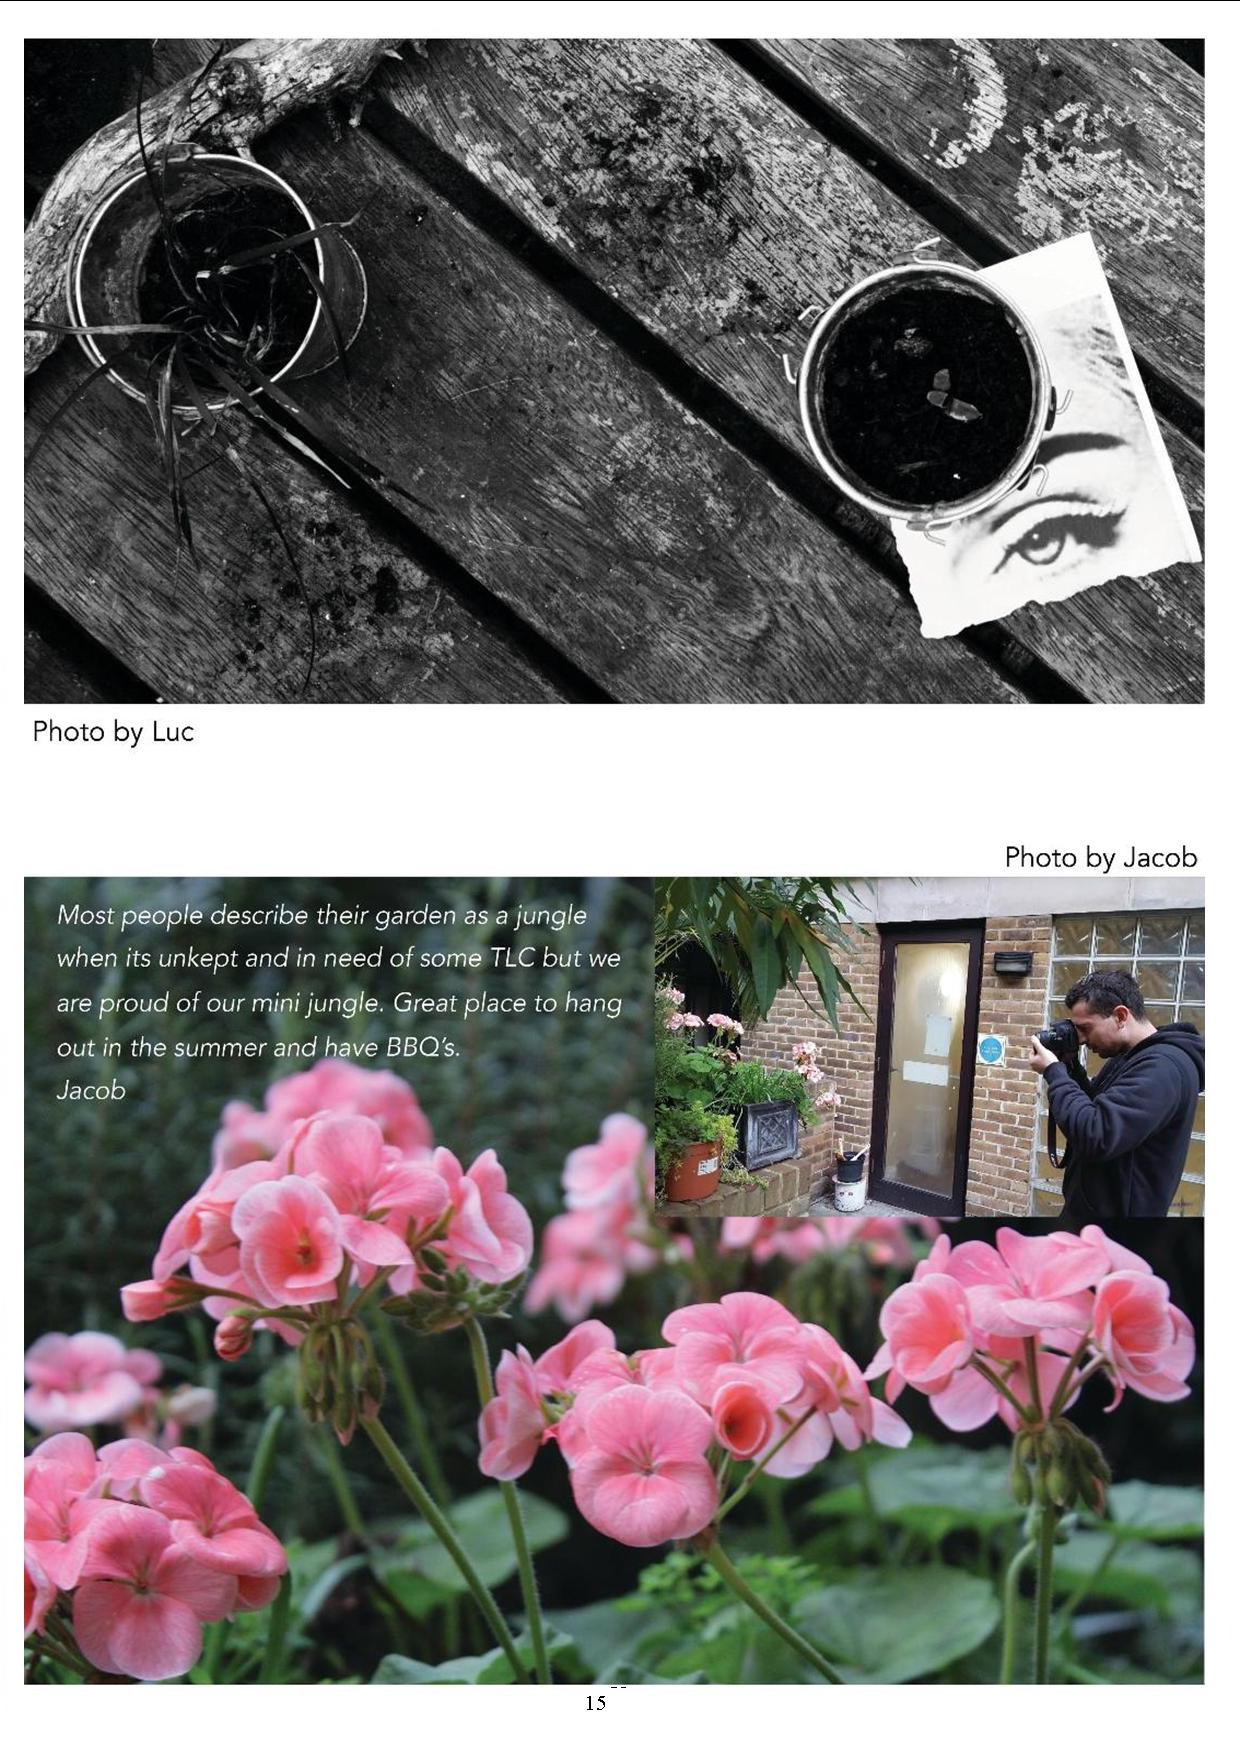 Photo by Luc
Photo by Jacob
Most people describe their garden as a jungle
when its unkept and in need of some TLC but we
are proud of our mini jungle. Great place to hang
out in the summer and have BBQ's.
Jacob
15